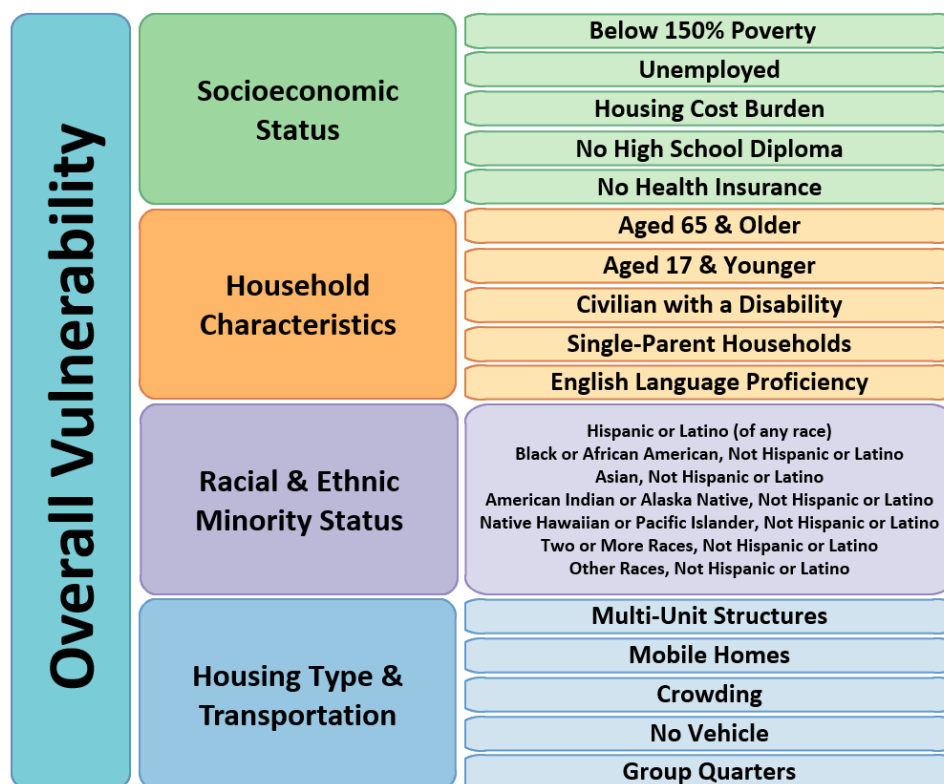 Overall Vulnerability
Socioeconomic
Status
Below 150% Poverty
Unemployed
Housing Cost Burden
No High School Diploma
No Health Insurance
Household
Characteristics
Aged 65 & Older
Aged 17 & Younger
Civilian with a Disability
Single-Parent Households
English Language Proficiency
Racial & Ethnic
Minority Status
Hispanic or Latino (of any race)
Black or African American, Not Hispanic or Latino
Asian, Not Hispanic or Latino
American Indian or Alaska Native, Not Hispanic or Latino
Native Hawaiian or Pacific Islander, Not Hispanic or Latino
Two or More Races, Not Hispanic or Latino
Other Races, Not Hispanic or Latino
Housing Type &
Transportation
Multi-Unit Structures
Mobile Homes
Crowding
No Vehicle
Group Quarters